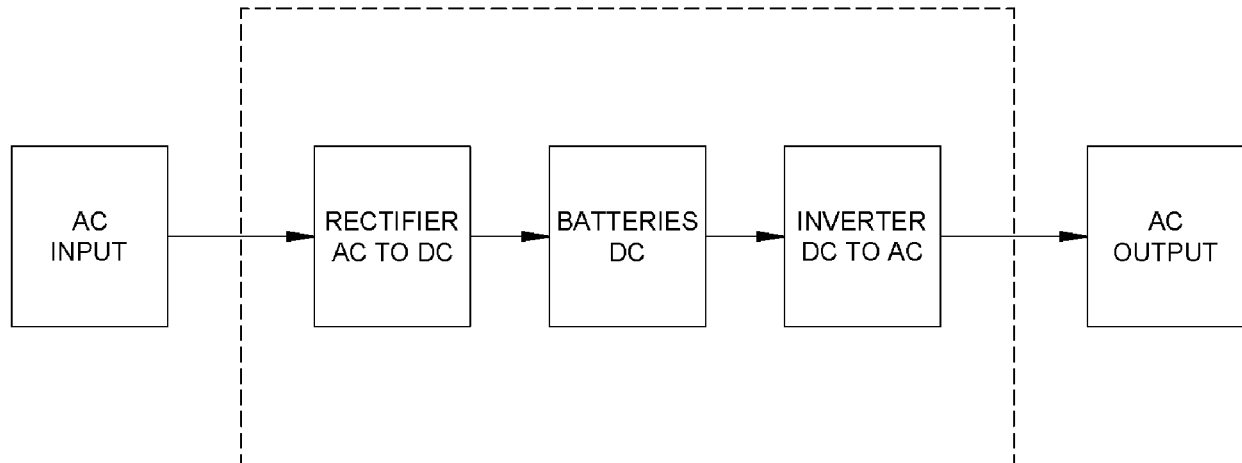 AC
INPUT
RECTIFIER
AC TO DC
BATTERIES
DC
INVERTER
DC TO AC
AC
OUTPUT